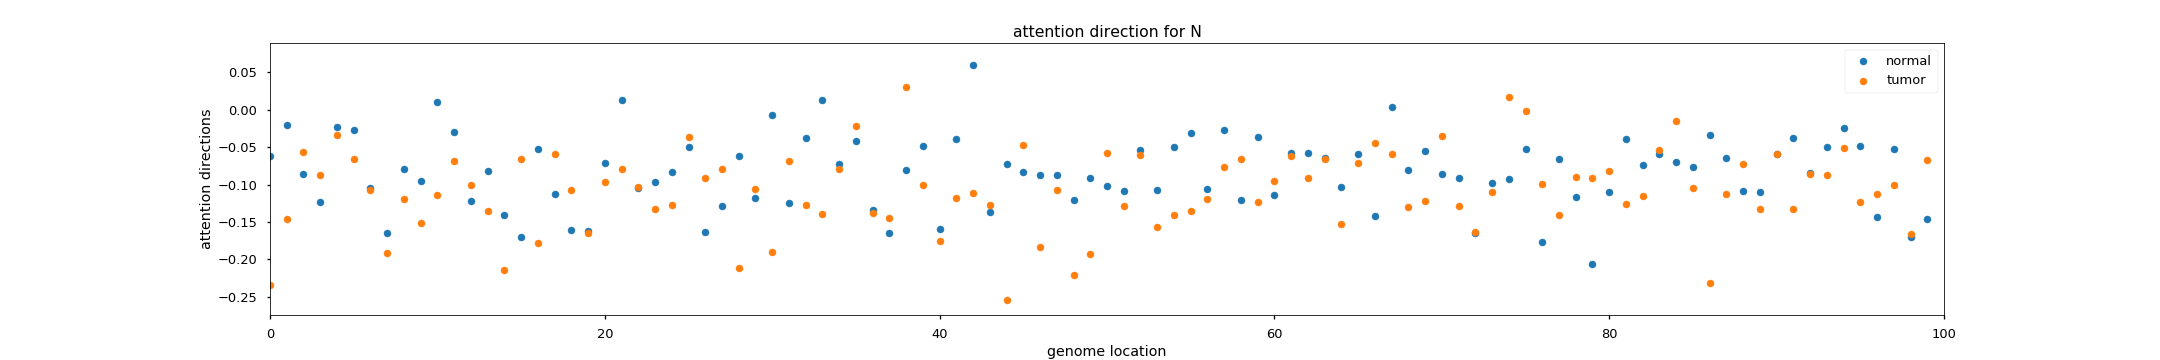 attention direction for N
normal
tumor
attention directions
0.05
0.00
−0.05
−0.10
−0.15
−0.20
−0.25
0
20
40
60
80
100
genome location